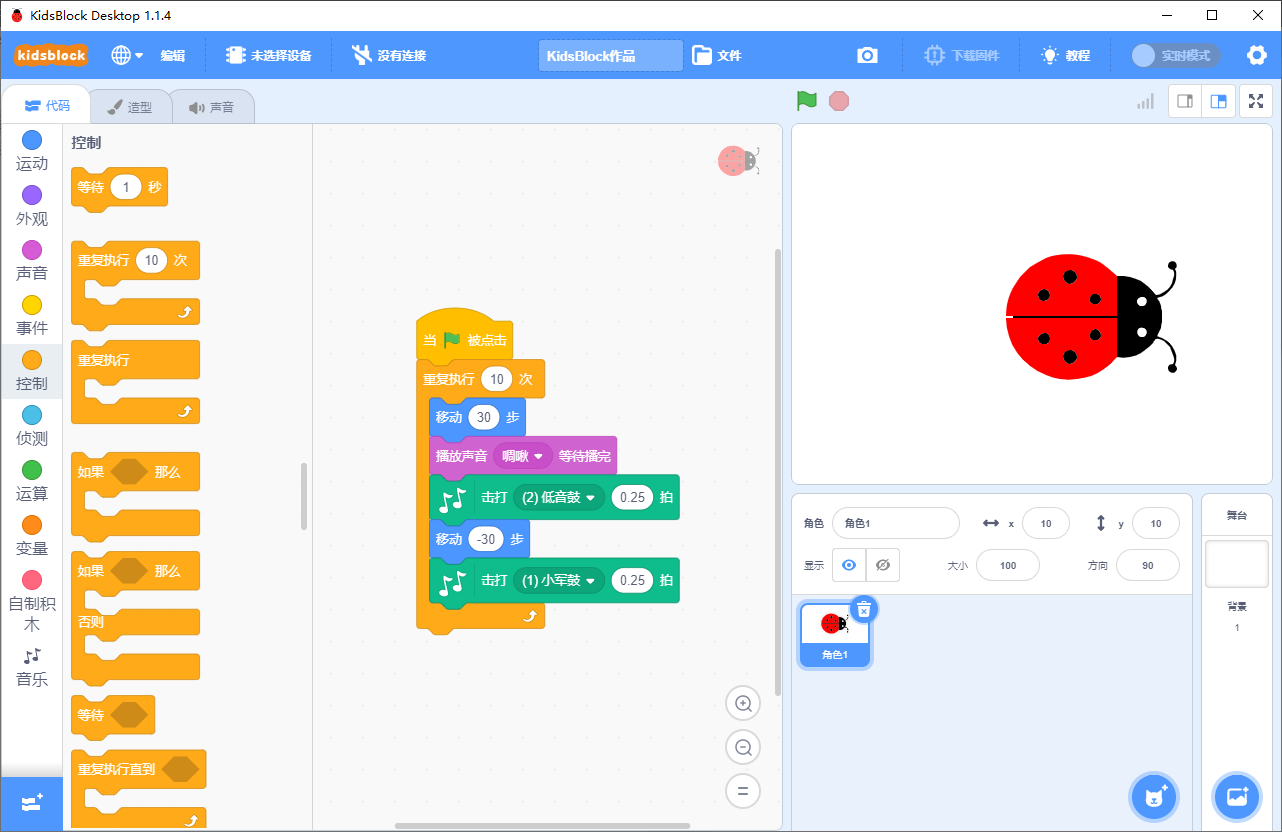 KidsBlock Desktop 1.1.4
kidsblock
编辑
未选择设备
没有连接
KidsBlock作品
文件
下载固件
教程
实时模式
代码
造型
声音
运动
外观
声音
事件
控制
侦测
运算
变量
自制积
木
音乐
控制
等待 1 秒
重复执行 10 次
重复执行
如果 那么
如果 那么
否则
等待
重复执行直到
当 被点击
重复执行 10 次
移动 30 步
播放声音 啁啾 等待播完
击打 (2) 低音鼓 0.25 拍
移动 -30 步
击打 (1) 小军鼓 0.25 拍
角色 角色1 x 10 y 10
显示 大小 100 方向 90
角色1
舞台
背景
1